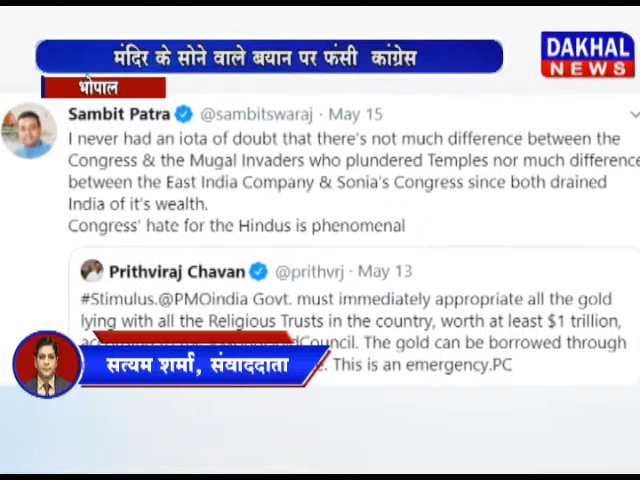 मंदिर के सोने वाले बयान पर फंसी कांग्रेस
DAKHAL
NEWS
भोपाल
Sambit Patra @sambitswaraj · May 15
I never had an iota of doubt that there's not much difference between the
Congress & the Mugal Invaders who plundered Temples nor much difference
between the East India Company & Sonia's Congress since both drained
India of it's wealth.
Congress' hate for the Hindus is phenomenal
Prithviraj Chavan @prithvrj · May 13
#Stimulus.@PMOindia Govt. must immediately appropriate all the gold
lying with all the Religious Trusts in the country, worth at least $1 trillion,
dCouncil. The gold can be borrowed through
This is an emergency.PC
सत्यम शर्मा, संवाददाता